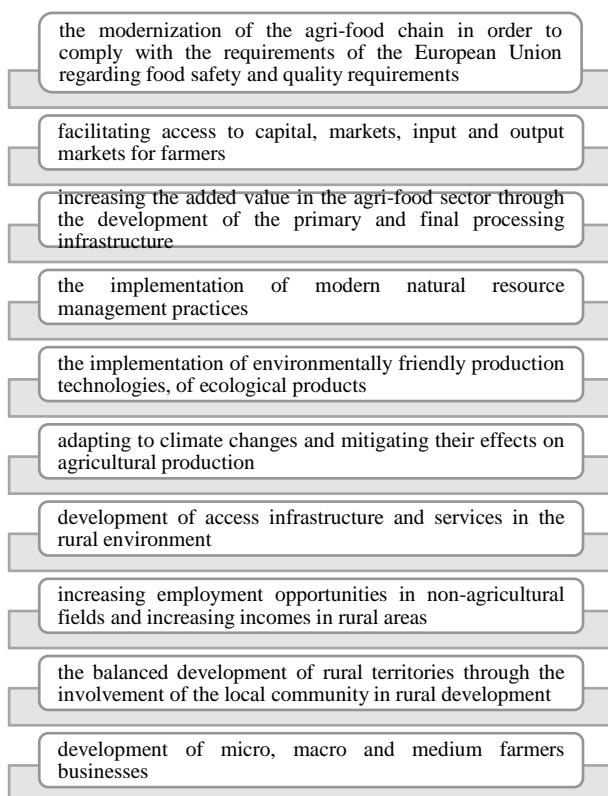 the modernization of the agri-food chain in order to
comply with the requirements of the European Union
regarding food safety and quality requirements
facilitating access to capital, markets, input and output
markets for farmers
increasing the added value in the agri-food sector through
the development of the primary and final processing
infrastructure
the implementation of modern natural resource
management practices
the implementation of environmentally friendly production
technologies, of ecological products
adapting to climate changes and mitigating their effects on
agricultural production
development of access infrastructure and services in the
rural environment
increasing employment opportunities in non-agricultural
fields and increasing incomes in rural areas
the balanced development of rural territories through the
involvement of the local community in rural development
development of micro, macro and medium farmers
businesses